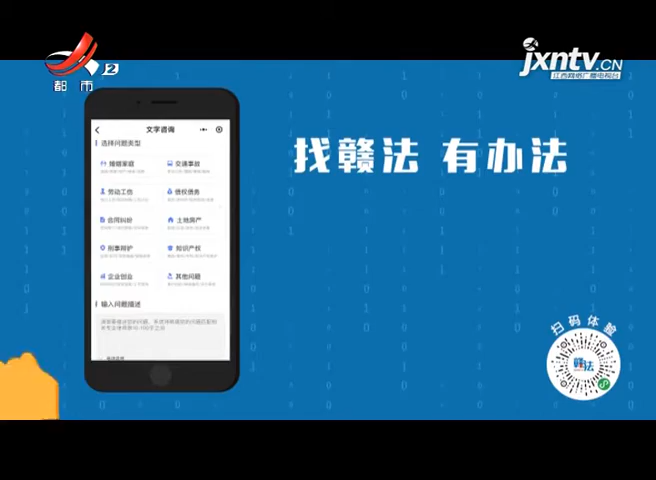 2
都市
jxntv.CN
江西网络广播电视台
文字咨询
选择问题类型
婚姻家庭
交通事故
劳动工伤
债权债务
合同纠纷
土地房产
刑事辩护
知识产权
企业创业
其他问题
输入问题描述
找赣法 有办法
扫码体验
赣法